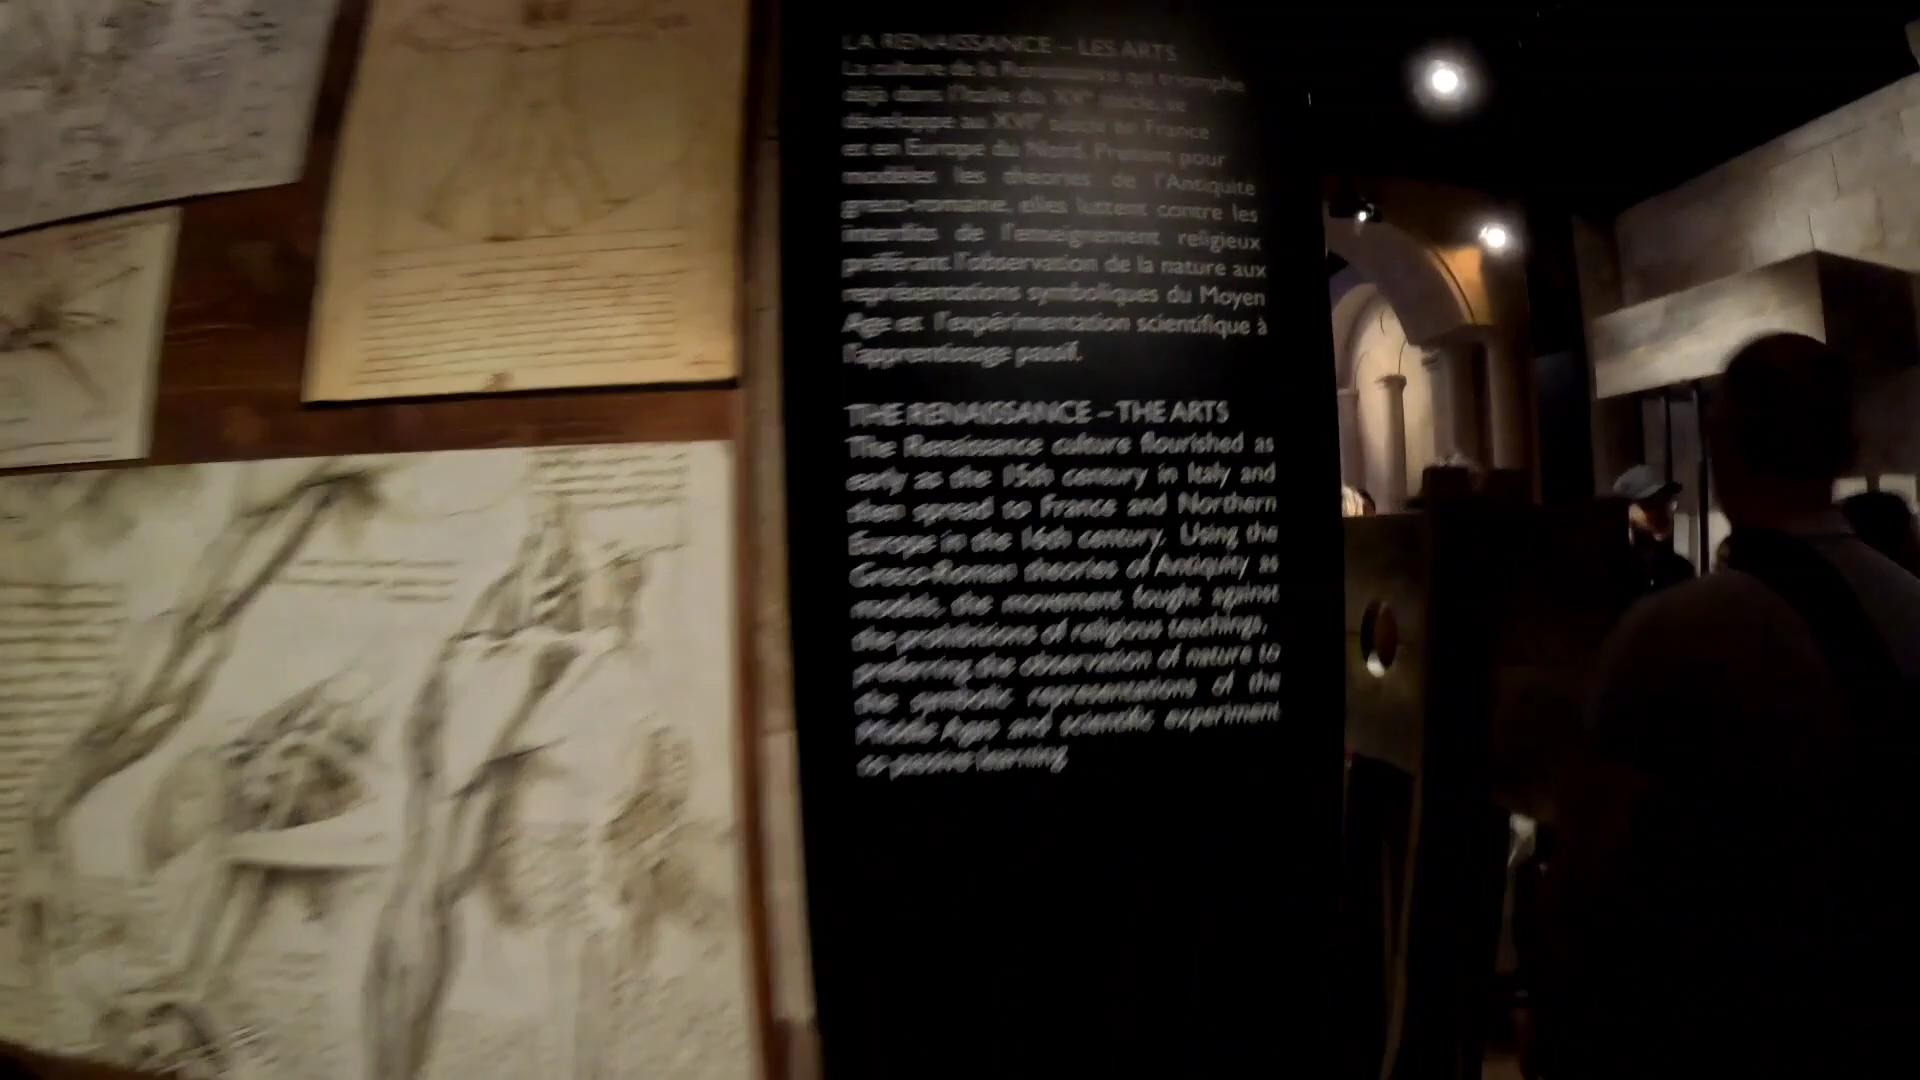 LA RENAISSANCE – LES ARTS
La culture de la Renaissance qui triomphe
déjà dans l'Italie du XVe siècle, se
développe au XVIe siècle en France
et en Europe du Nord. Prenant pour
modèles les théories de l'Antiquité
gréco-romaine, elles luttent contre les
interdits de l'enseignement religieux
préférant l'observation de la nature aux
représentations symboliques du Moyen
Age et l'expérimentation scientifique à
l'apprentissage passif.
THE RENAISSANCE – THE ARTS
The Renaissance culture flourished as
early as the 15th century in Italy and
then spread to France and Northern
Europe in the 16th century. Using the
Greco-Roman theories of Antiquity as
models, the movement fought against
the prohibitions of religious teachings,
preferring the observation of nature to
the symbolic representations of the
Middle Ages and scientific experiment
to passive learning.